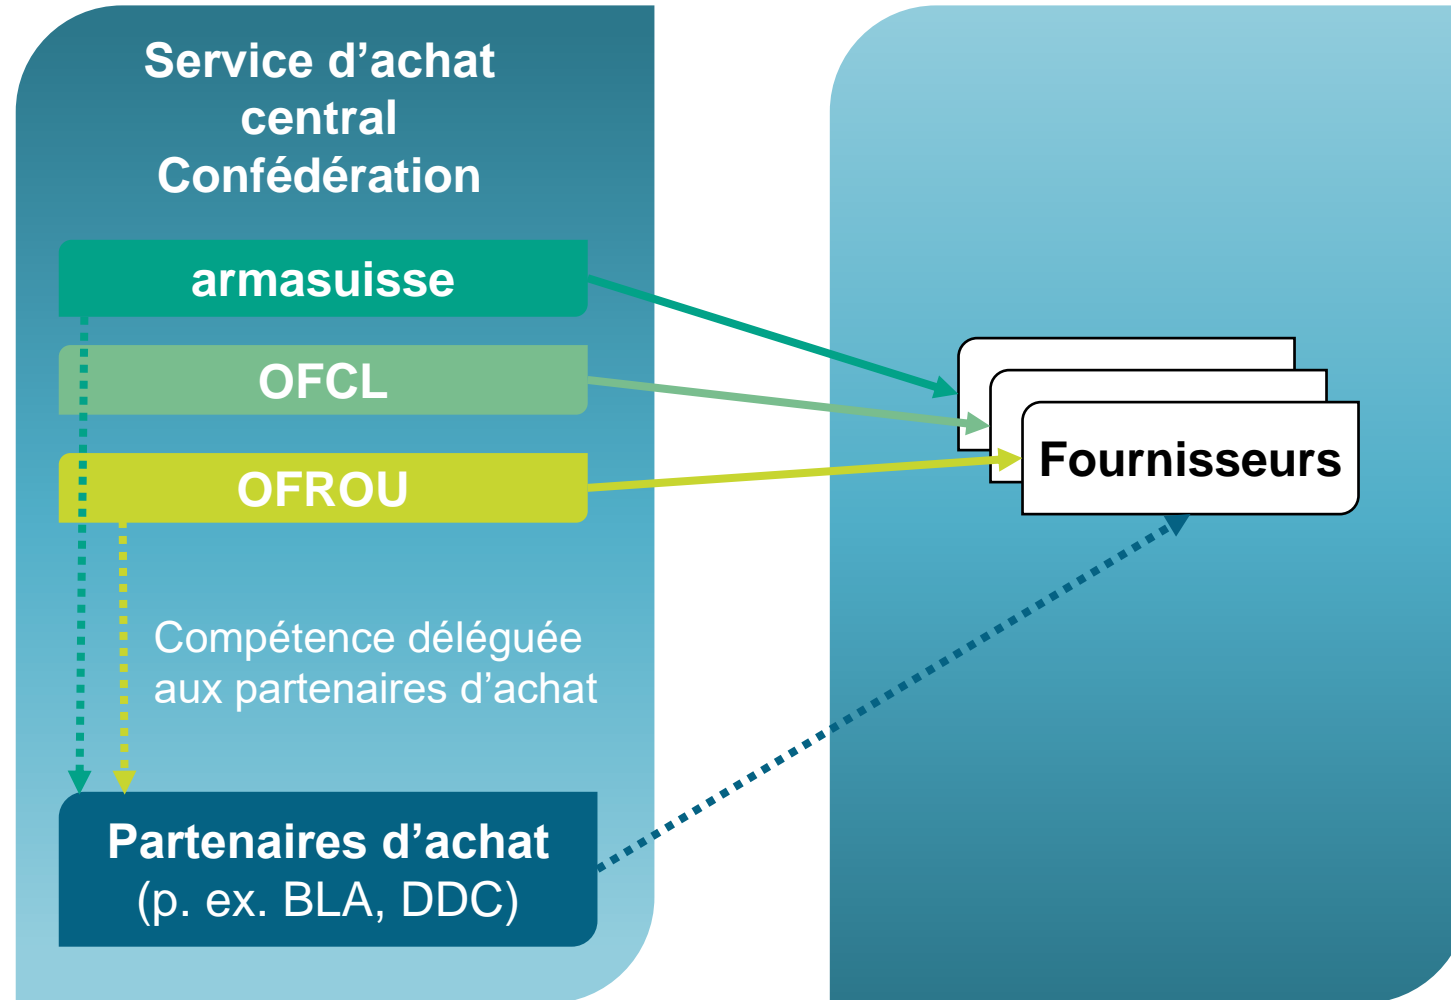 Service d’achat
central
Confédération
armasuisse
OFCL
OFROU
Compétence déléguée
aux partenaires d’achat
Partenaires d’achat
(p. ex. BLA, DDC)
Fournisseurs